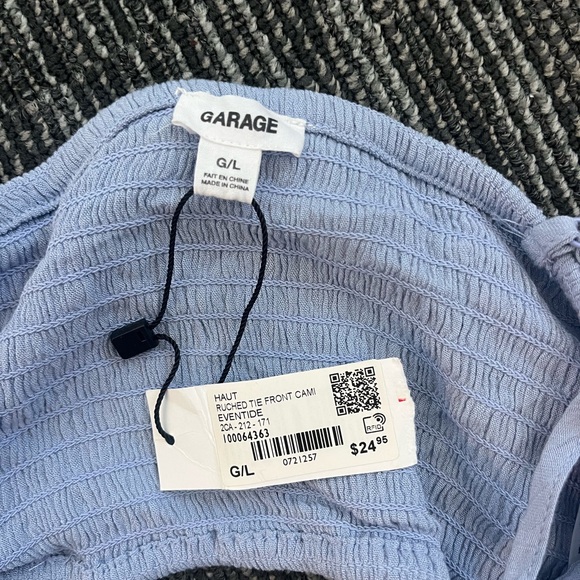 GARAGE
G/L
FAIT EN CHINE
MADE IN CHINA
HAUT
RUCHED TIE FRONT CAMI
EVENTIDE
2CA - 212 - 171
100064363
G/L
0721257
RFID
$24.95